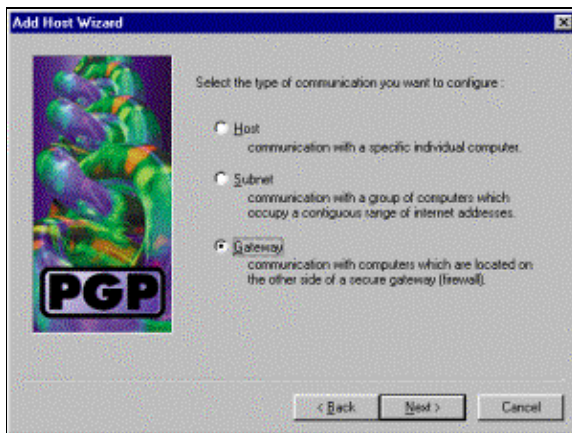 Add Host Wizard
Select the type of communication you want to configure :
Host
communication with a specific individual computer.
Subnet
communication with a group of computers which
occupy a contiguous range of internet addresses.
Gateway
communication with computers which are located on
the other side of a secure gateway (firewall).
PGP
< Back
Next >
Cancel